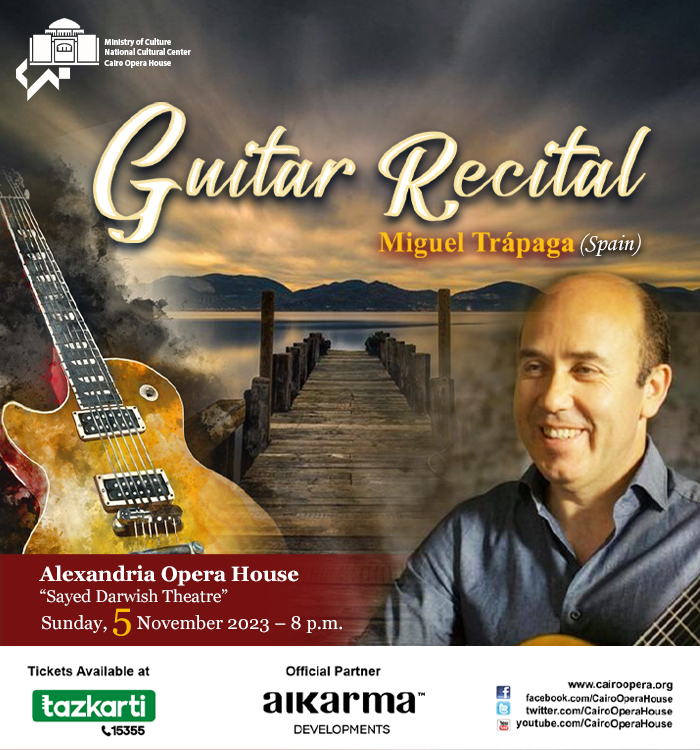 Ministry of Culture
National Cultural Center
Cairo Opera House
Guitar Recital
Miguel Trápaga (Spain)
Alexandria Opera House
“Sayed Darwish Theatre”
Sunday, 5 November 2023 – 8 p.m.
Tickets Available at
tazkarti
15355
Official Partner
alkarma™
DEVELOPMENTS
www.cairoopera.org
facebook.com/CairoOperaHouse
twitter.com/CairoOperaHouse
youtube.com/CairoOperaHouse